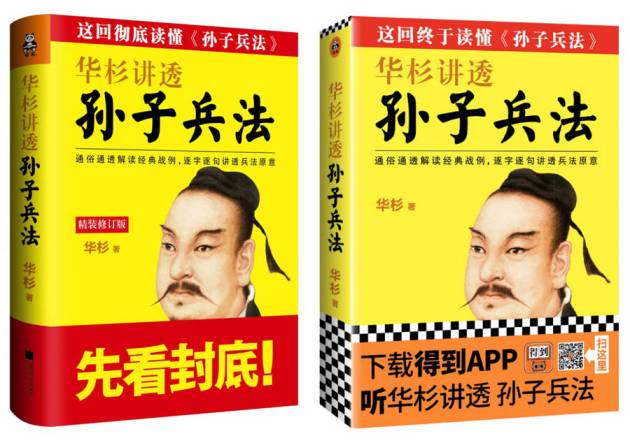 这回彻底读懂《孙子兵法》
华杉讲透
孙子兵法
通俗通透解读经典战例，逐字逐句讲透兵法原意
精装修订版
华杉 著
先看封底！
华杉讲透
孙子兵法
华杉 著
这回终于读懂《孙子兵法》
华杉讲透
孙子兵法
通俗通透解读经典战例，逐字逐句讲透兵法原意
华杉 著
下载得到APP
听华杉讲透 孙子兵法
得到
扫这里
华杉讲透
孙子兵法
华杉 著